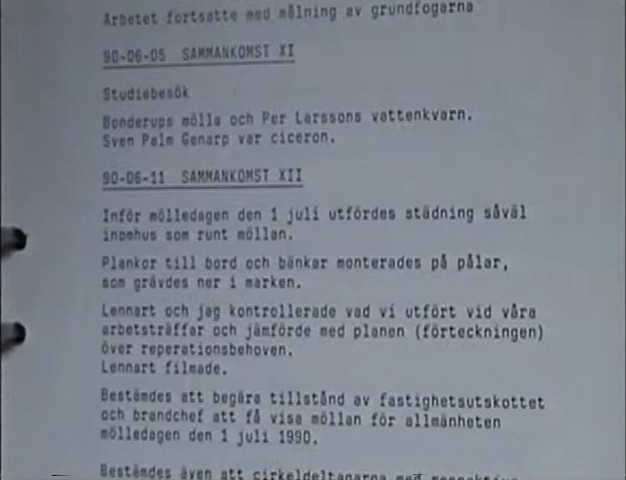 Arbetet fortsatte med målning av grundfogarna
90-06-05 SAMMANKOMST XI
Studiebesök
Bonderups mölla och Per Larssons vattenkvarn.
Sven Palm Genarp var ciceron.
90-06-11 SAMMANKOMST XII
Inför mölledagen den 1 juli utfördes städning såväl
inomhus som runt möllan.
Plankor till bord och bänkar monterades på pålar,
som grävdes ner i marken.
Lennart och jag kontrollerade vad vi utfört vid våra
arbetsträffar och jämförde med planen (förteckningen)
över reperationsbehoven.
Lennart filmade.
Bestämdes att begära tillstånd av fastighetsutskottet
och brandchef att få visa möllan för allmänheten
mölledagen den 1 juli 1990.
Bestämdes även att cirkeldeltagarna med respektive